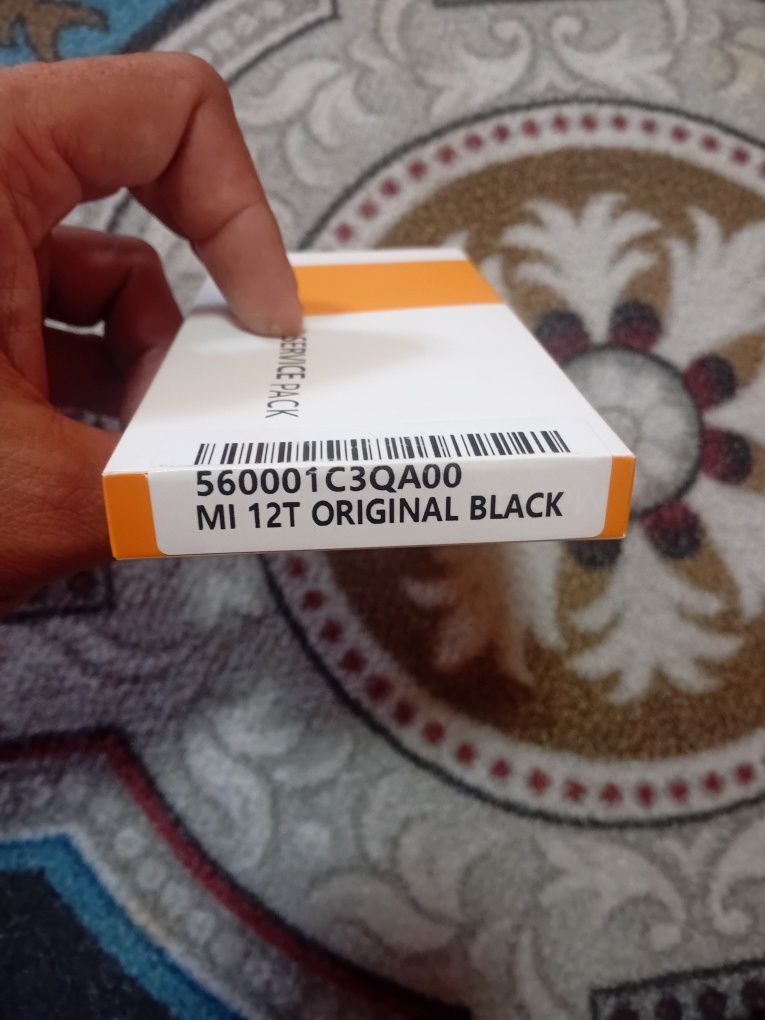 SERVICE PACK
560001C3QA00
MI 12T ORIGINAL BLACK